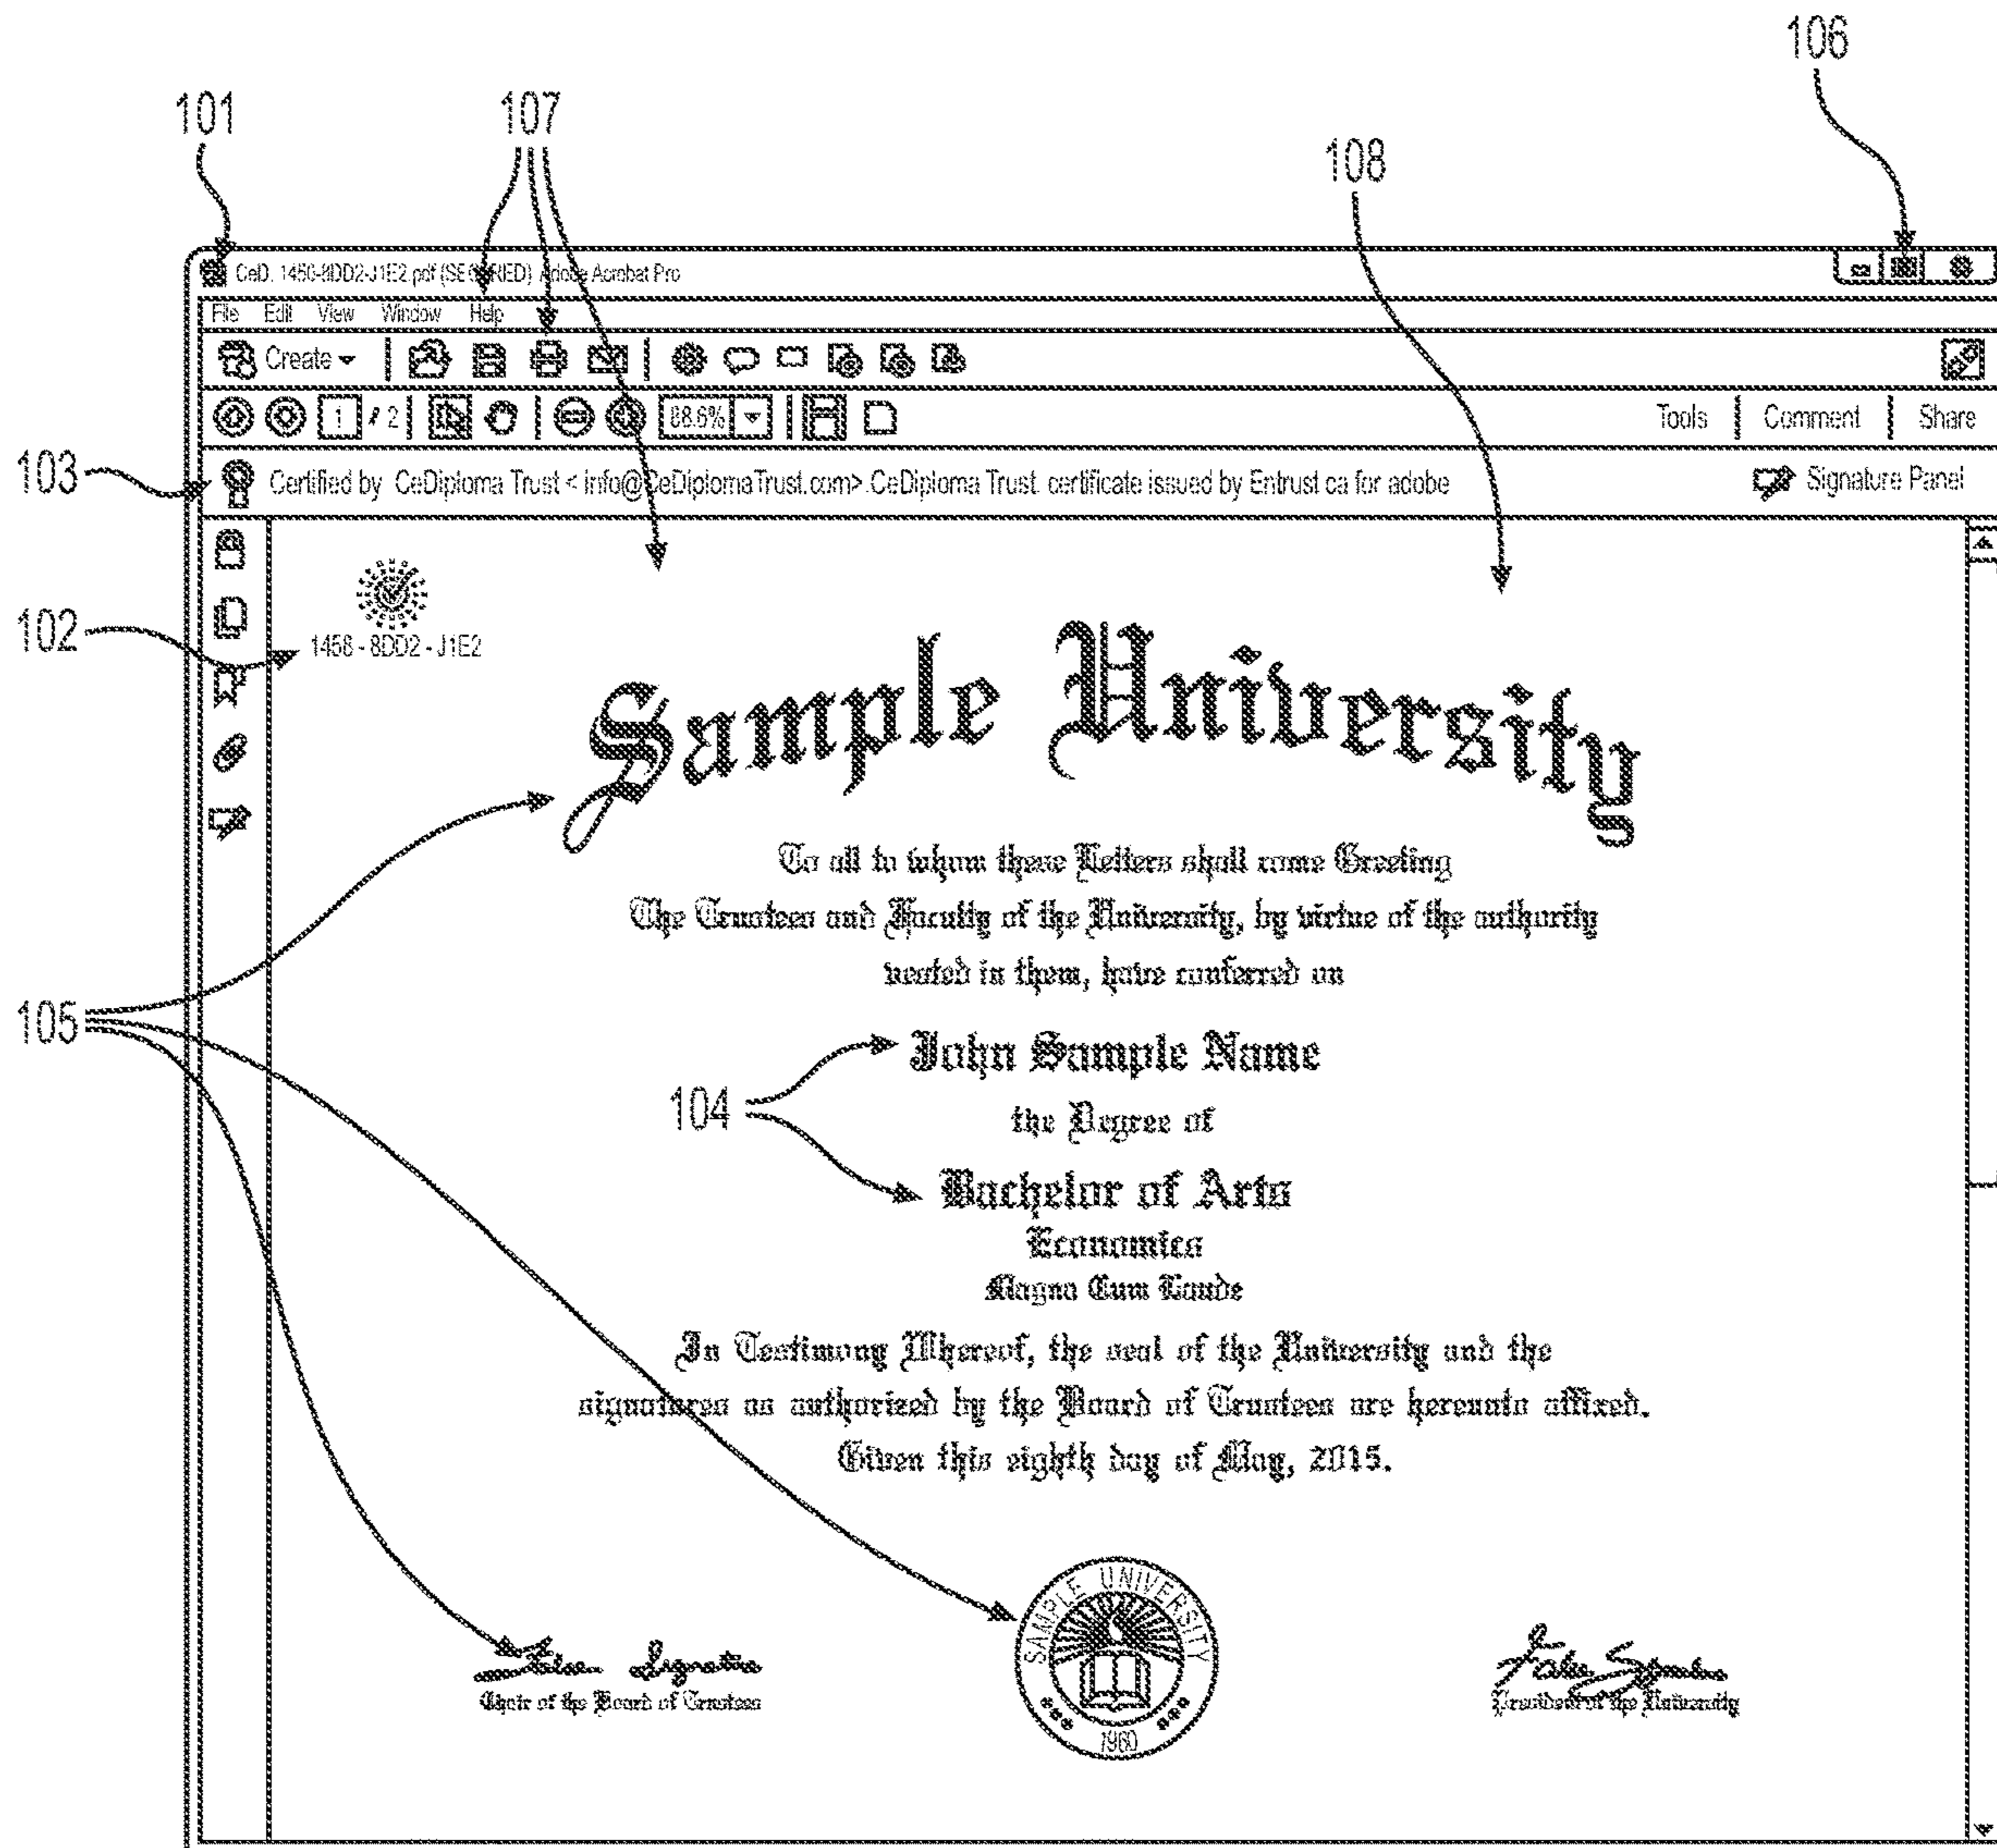 106
101
107
108
CeD. 1450-8DD2-J1E2.pdf (SECURIED) Adobe Acrobat Pro
File Edit View Window Help
Create
1 / 2 88.6% Tools Comment Share
103
Certified by CeDiploma Trust < info@CeDiplomaTrust.com>.CeDiploma Trust. certificate issued by Entrust ca for adobe
Signature Panel
102
1456 - 8DD2 - J1E2
Sample University
To all to whom these Letters shall come Greeting
The Trustees and Faculty of the University, by virtue of the authority
vested in them, have conferred on
105
John Sample Name
104
the Degree of
Bachelor of Arts
Economics
Magna Cum Laude
In Testimony Whereof, the seal of the University and the
signatures as authorized by the Board of Trustees are hereunto affixed.
Given this eighth day of May, 2015.
SAMPLE UNIVERSITY
1960
False Signature
Chair of the Board of Trustees
President of the University